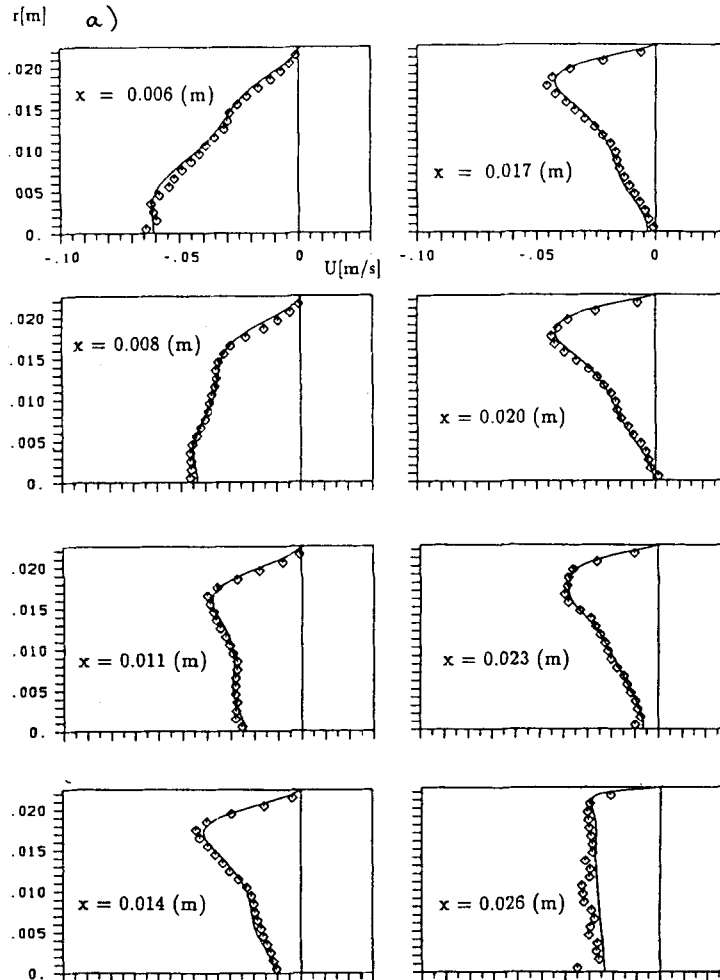 r[m] a)
.020
.015
.010
.005
0.
x = 0.006 (m)
-.10 -.05 0
U[m/s]
x = 0.017 (m)
-.10 -.05 0
.020
.015
.010
.005
0.
x = 0.008 (m)
x = 0.020 (m)
.020
.015
.010
.005
0.
x = 0.011 (m)
x = 0.023 (m)
.020
.015
.010
.005
0.
x = 0.014 (m)
x = 0.026 (m)